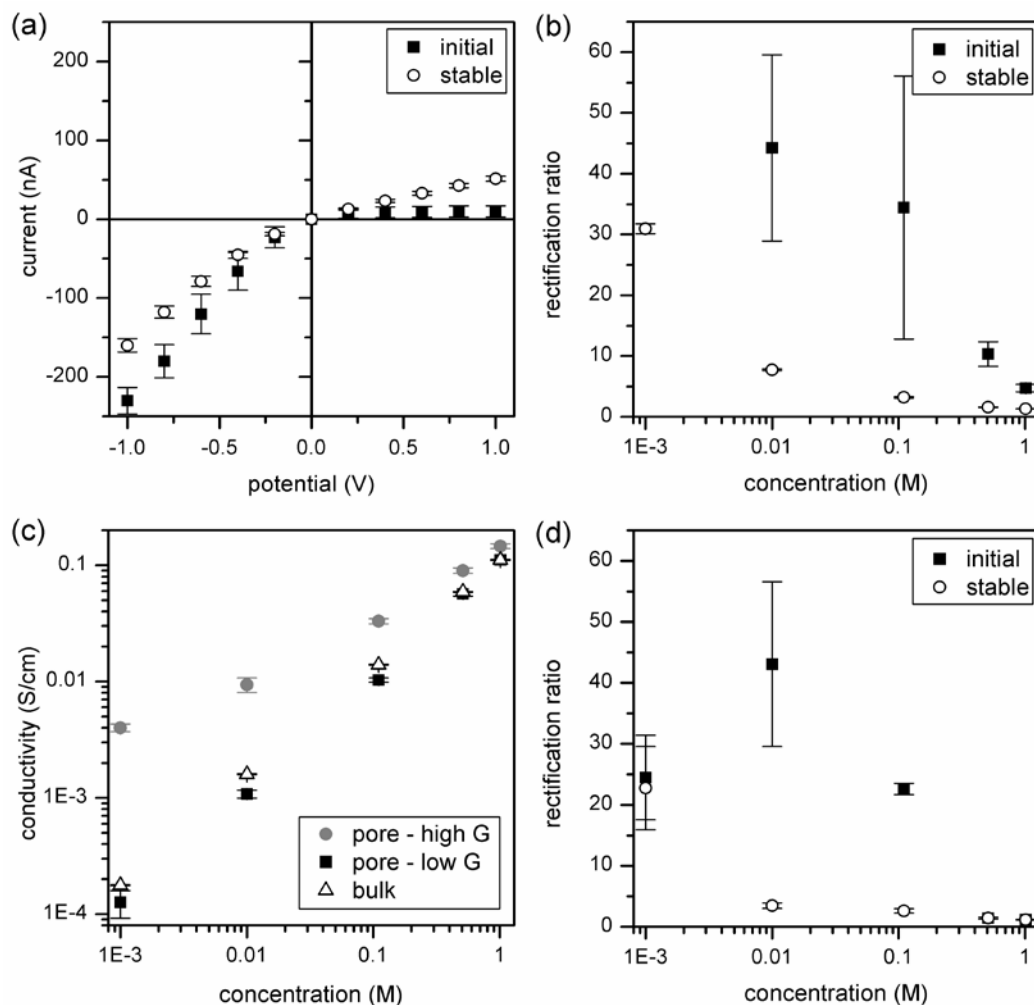 (a)
initial
stable
current (nA)
200
100
0
-100
-200
-1.0
-0.5
0.0
0.5
1.0
potential (V)
(b)
initial
stable
rectification ratio
60
50
40
30
20
10
0
1E-3
0.01
0.1
1
concentration (M)
(c)
conductivity (S/cm)
0.1
0.01
1E-3
1E-4
pore - high G
pore - low G
bulk
1E-3
0.01
0.1
1
concentration (M)
(d)
initial
stable
rectification ratio
60
50
40
30
20
10
0
1E-3
0.01
0.1
1
concentration (M)